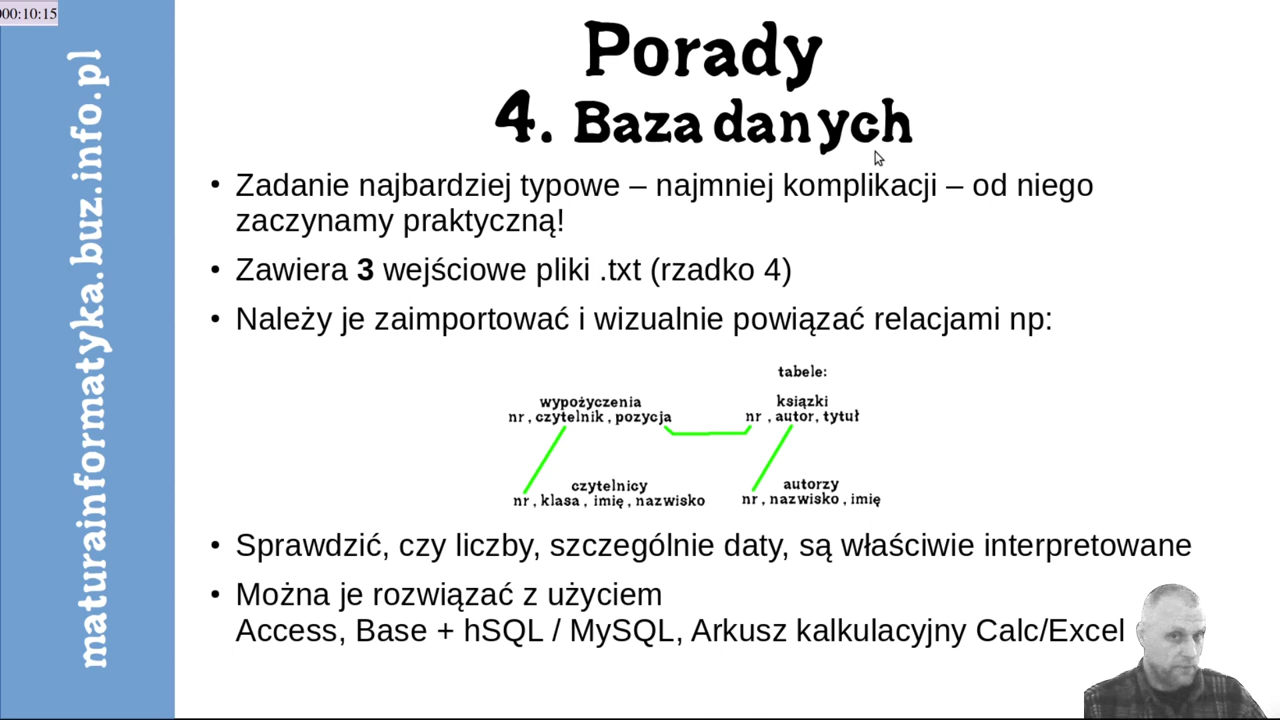 000:10:15
maturainformatyka.buz.info.pl
Porady
4. Baza danych
• Zadanie najbardziej typowe – najmniej komplikacji – od niego
zaczynamy praktyczną!
• Zawiera 3 wejściowe pliki .txt (rzadko 4)
• Należy je zaimportować i wizualnie powiązać relacjami np:
tabele:
wypożyczenia
nr , czytelnik , pozycja
książki
nr , autor, tytuł
czytelnicy
nr , klasa , imię , nazwisko
autorzy
nr , nazwisko , imię
• Sprawdzić, czy liczby, szczególnie daty, są właściwie interpretowane
• Można je rozwiązać z użyciem
Access, Base + hSQL / MySQL, Arkusz kalkulacyjny Calc/Excel